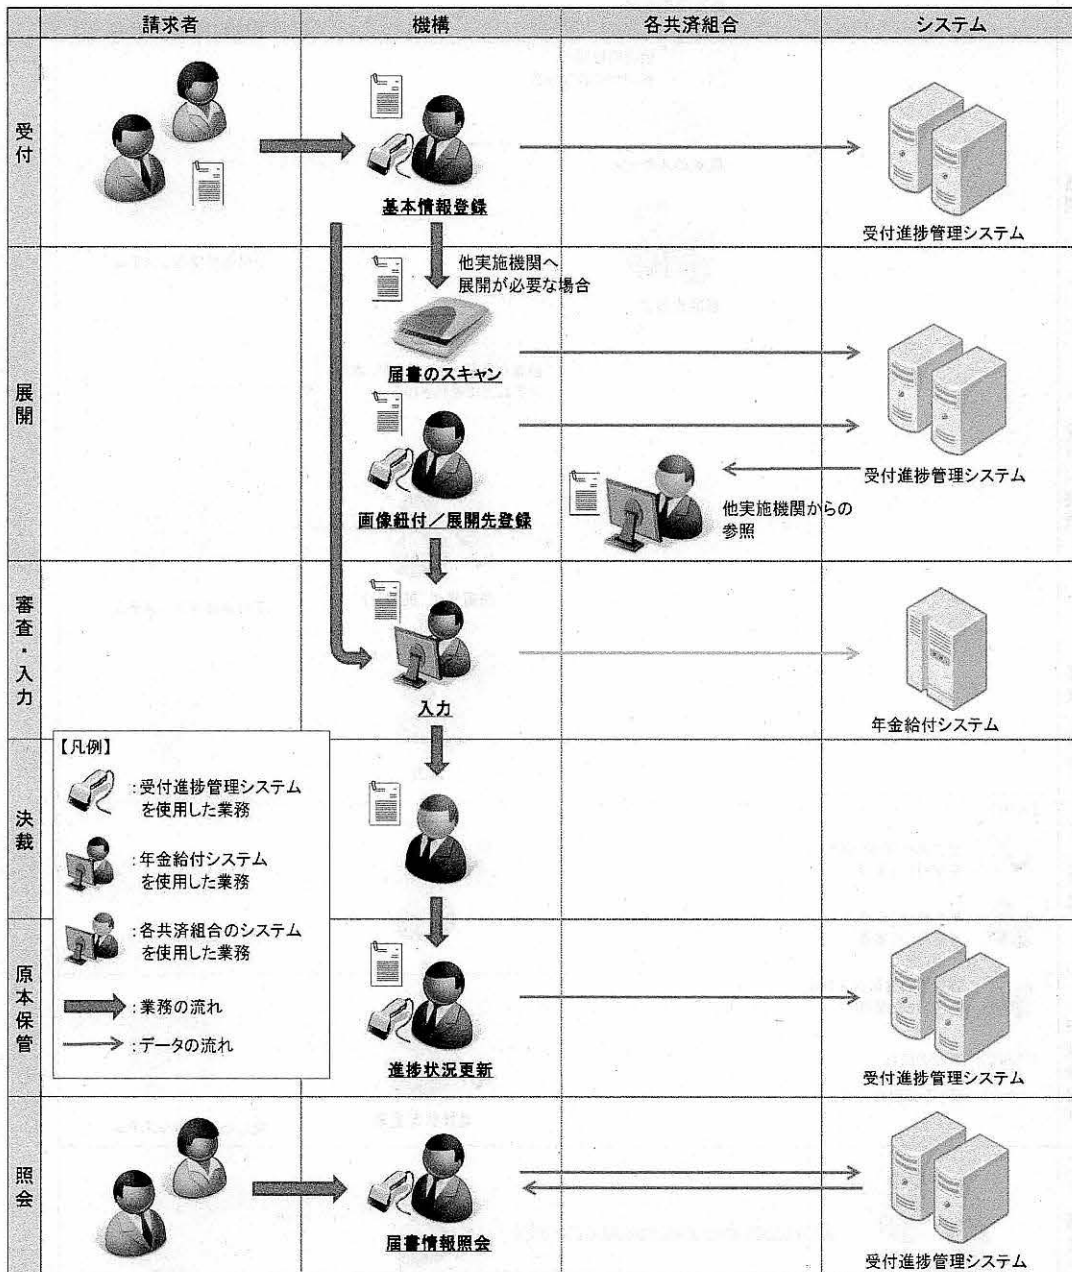 請求者
機構
各共済組合
システム
受付
基本情報登録
受付進捗管理システム
展開
他実施機関へ
展開が必要な場合
届書のスキャン
画像紐付／展開先登録
他実施機関からの
参照
受付進捗管理システム
審査・入力
入力
年金給付システム
【凡例】
:受付進捗管理システム
を使用した業務
:年金給付システム
を使用した業務
:各共済組合のシステム
を使用した業務
:業務の流れ
:データの流れ
決裁
原本保管
進捗状況更新
受付進捗管理システム
照会
届書情報照会
受付進捗管理システム